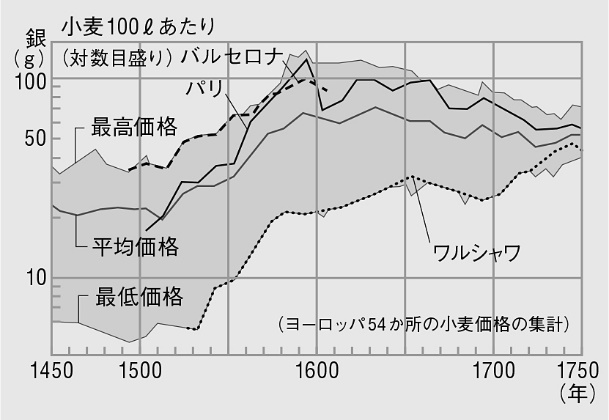 小麦100ℓあたり
銀
(g)
(対数目盛り)
バルセロナ
パリ
100
最高価格
50
平均価格
ワルシャワ
10
最低価格
(ヨーロッパ54か所の小麦価格の集計)
1450 1500 1600 1700 1750
(年)